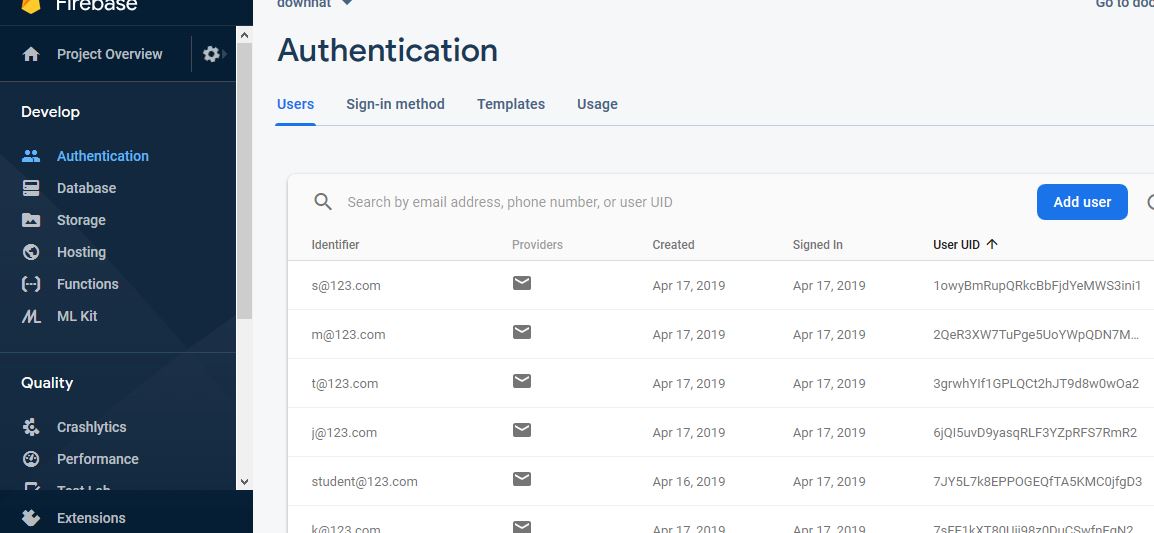 Firebase
Project Overview
Develop
Authentication
Database
Storage
Hosting
Functions
ML Kit
Quality
Crashlytics
Performance
Test Lab
Extensions
downhat
Go to doc
Authentication
Users Sign-in method Templates Usage
Search by email address, phone number, or user UID
Add user
Identifier Providers Created Signed In User UID
s@123.com Apr 17, 2019 Apr 17, 2019 1owyBmRupQRkcBbFjdYeMWS3ini1
m@123.com Apr 17, 2019 Apr 17, 2019 2QeR3XW7TuPge5UoYWpQDN7M...
t@123.com Apr 17, 2019 Apr 17, 2019 3grwhYIf1GPLQCt2hJT9d8w0wOa2
j@123.com Apr 17, 2019 Apr 17, 2019 6jQI5uvD9yasqRLF3YZpRFS7RmR2
student@123.com Apr 16, 2019 Apr 17, 2019 7JY5L7k8EPPOGEQfTA5KMC0jfgD3
k@123.com Apr 17, 2019 Apr 17, 2019